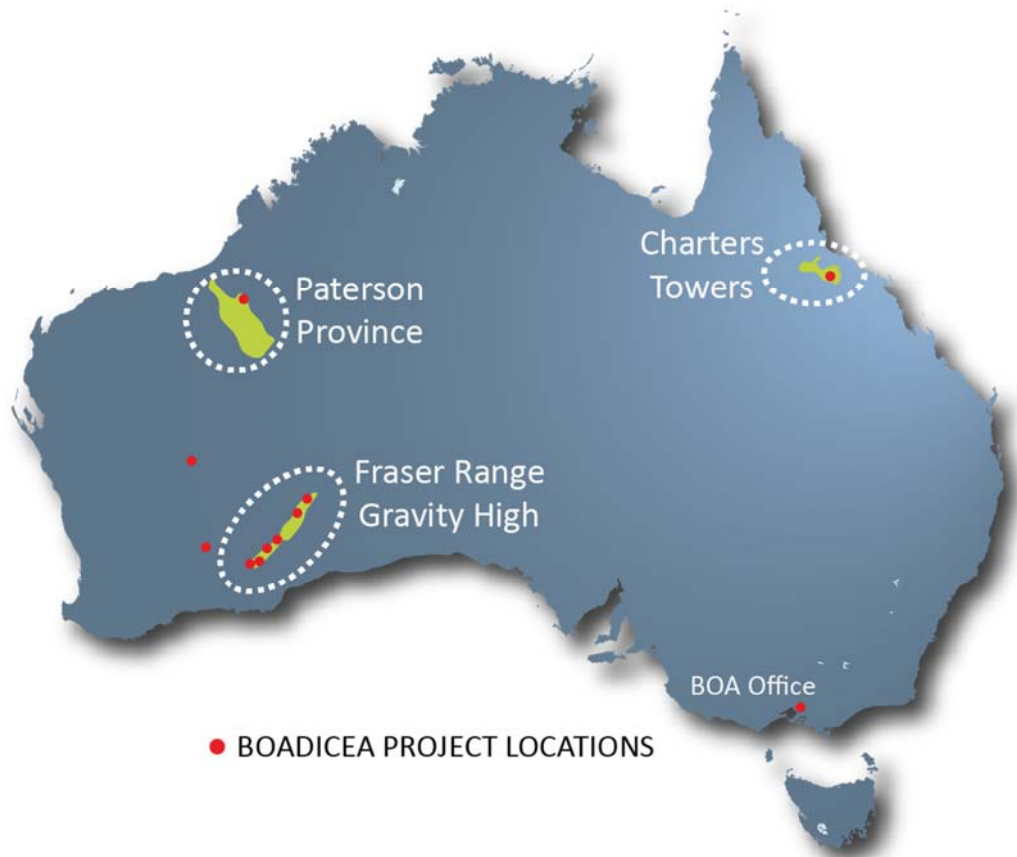 Charters
Towers
Paterson
Province
Fraser Range
Gravity High
BOA Office
BOADICEA PROJECT LOCATIONS